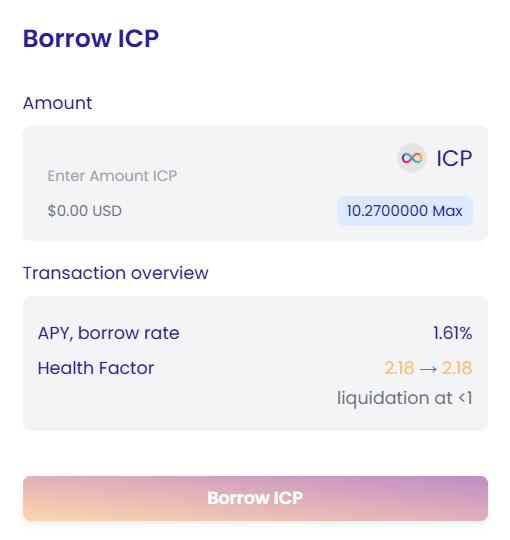 Borrow ICP
Amount
ICP
Enter Amount ICP
$0.00 USD 10.2700000 Max
Transaction overview
APY, borrow rate 1.61%
Health Factor 2.18 → 2.18
liquidation at <1
Borrow ICP